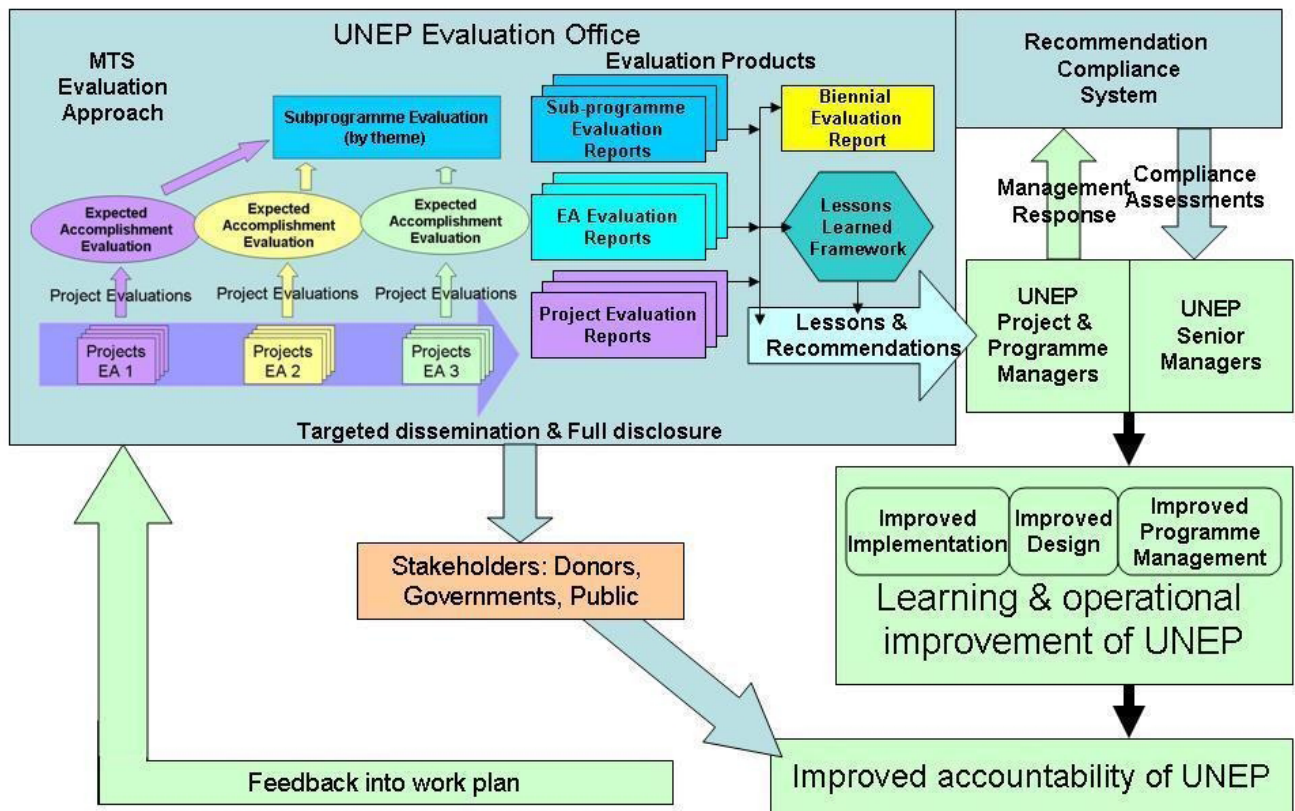 UNEP Evaluation Office
MTS
Evaluation
Approach
Subprogramme Evaluation
(by theme)
Expected
Accomplishment
Evaluation
Expected
Accomplishment
Evaluation
Expected
Accomplishment
Evaluation
Project Evaluations
Project Evaluations
Project Evaluations
Projects
EA 1
Projects
EA 2
Projects
EA 3
Evaluation Products
Sub-programme
Evaluation
Reports
EA Evaluation
Reports
Project Evaluation
Reports
Biennial
Evaluation
Report
Lessons
Learned
Framework
Lessons &
Recommendations
Targeted dissemination & Full disclosure
Recommendation
Compliance
System
Management
Response
Compliance
Assessments
UNEP
Project &
Programme
Managers
UNEP
Senior
Managers
Improved
Implementation
Improved
Design
Improved
Programme
Management
Learning & operational
improvement of UNEP
Stakeholders: Donors,
Governments, Public
Feedback into work plan
Improved accountability of UNEP